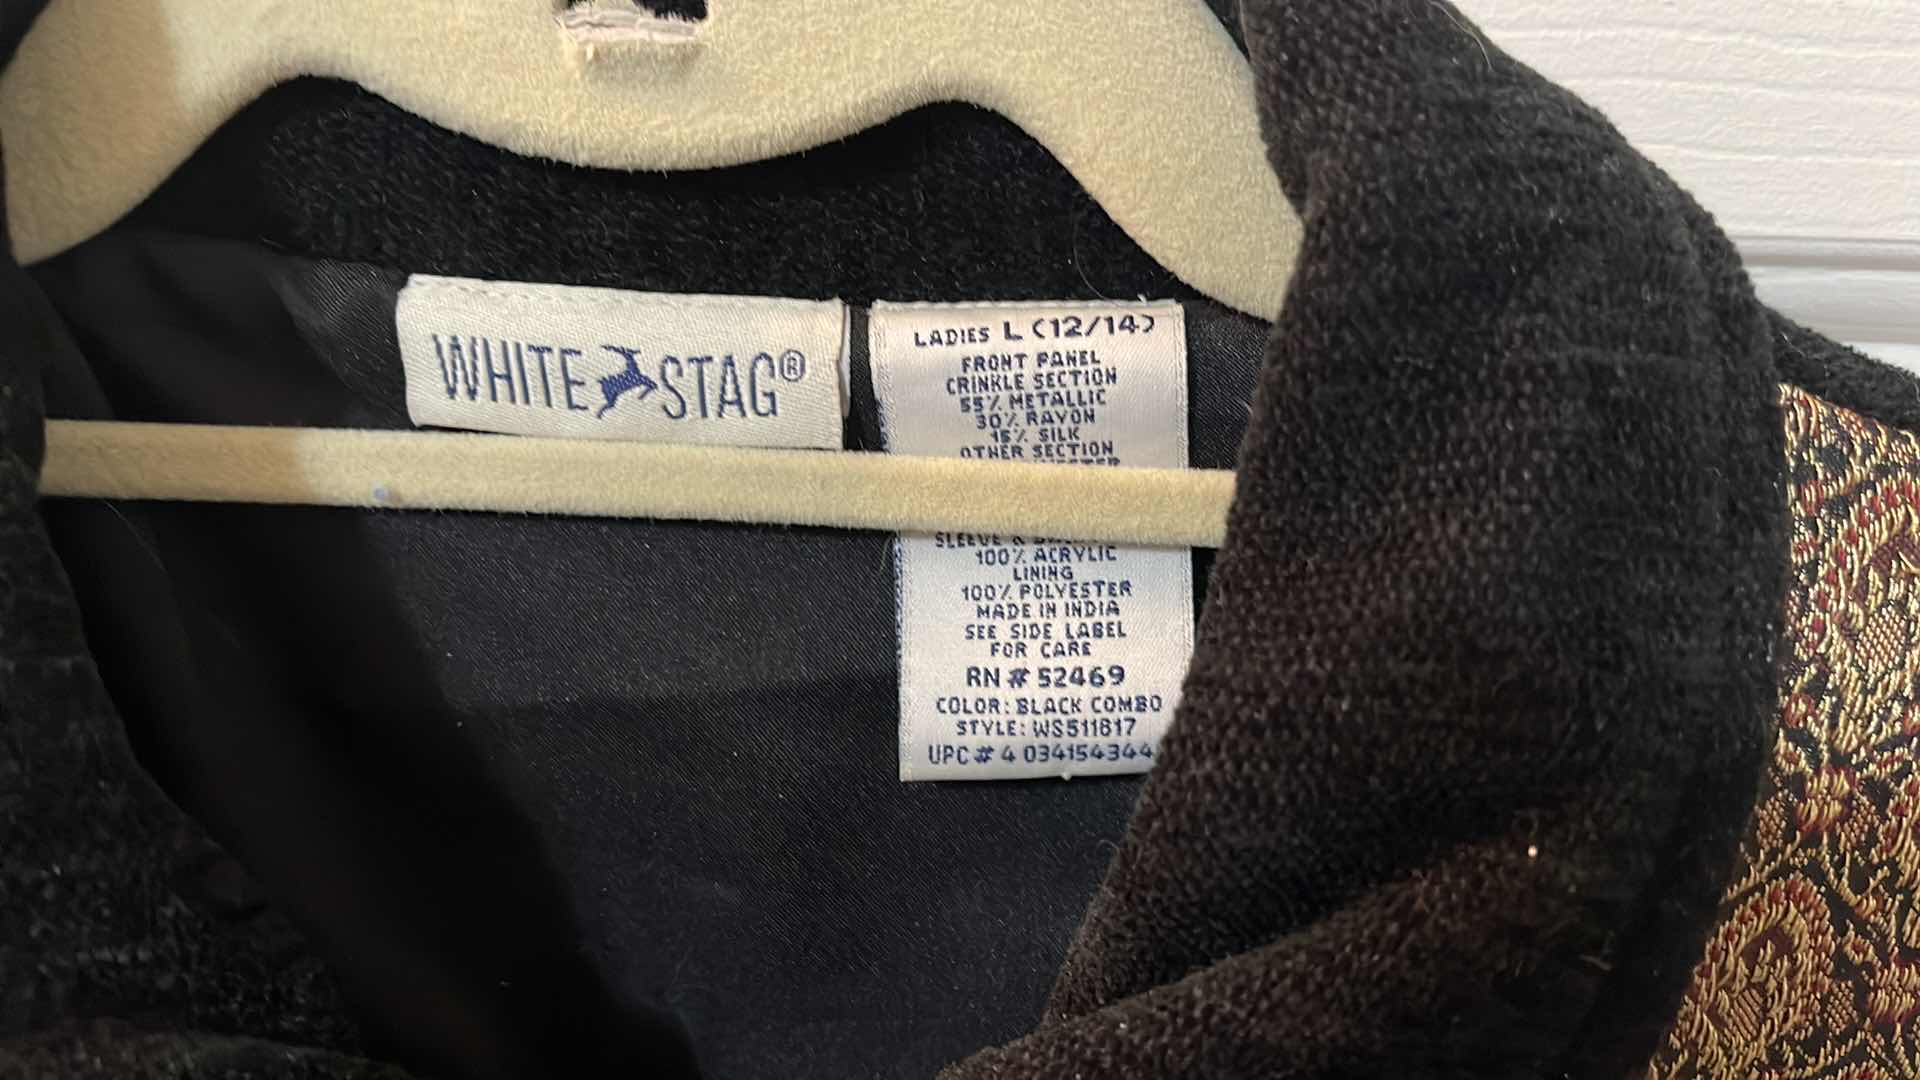 WHITE STAG®
LADIES L (12/14)
FRONT PANEL
CRINKLE SECTION
55% METALLIC
30% RAYON
15% SILK
OTHER SECTION
SLEEVE &
100% ACRYLIC
LINING
100% POLYESTER
MADE IN INDIA
SEE SIDE LABEL
FOR CARE
RN # 52469
COLOR: BLACK COMBO
STYLE: WS511817
UPC # 4 034154344